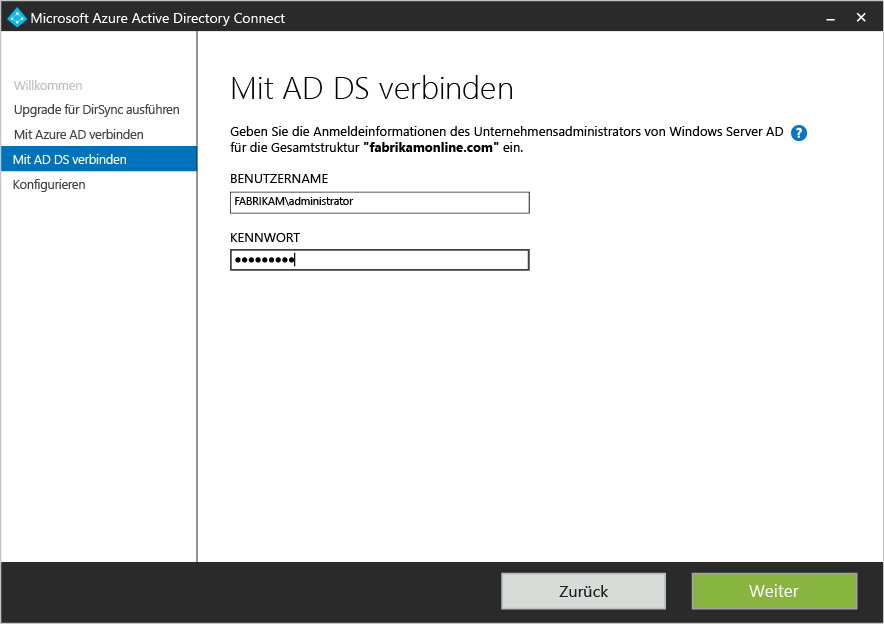 Microsoft Azure Active Directory Connect
Willkommen
Upgrade für DirSync ausführen
Mit Azure AD verbinden
Mit AD DS verbinden
Konfigurieren
Mit AD DS verbinden
Geben Sie die Anmeldeinformationen des Unternehmensadministrators von Windows Server AD ?
für die Gesamtstruktur "fabrikamonline.com" ein.
BENUTZERNAME
FABRIKAM\administrator
KENNWORT
●●●●●●●●●
Zurück
Weiter